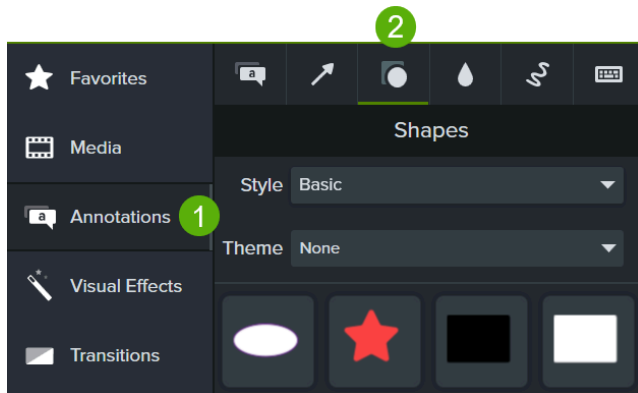 2
Favorites
a
Shapes
Media
Style Basic
Annotations 1
a
Theme None
Visual Effects
Transitions